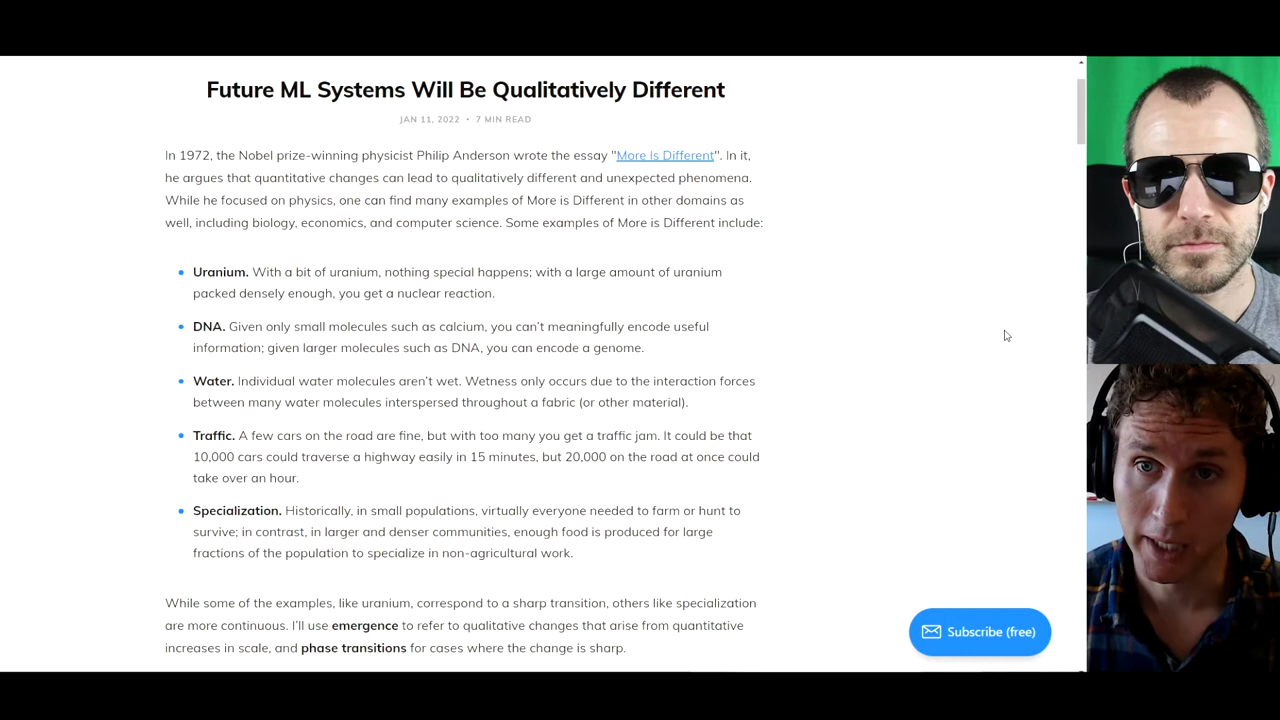 Future ML Systems Will Be Qualitatively Different
JAN 11, 2022 • 7 MIN READ
In 1972, the Nobel prize-winning physicist Philip Anderson wrote the essay "More Is Different". In it,
he argues that quantitative changes can lead to qualitatively different and unexpected phenomena.
While he focused on physics, one can find many examples of More is Different in other domains as
well, including biology, economics, and computer science. Some examples of More is Different include:
• Uranium. With a bit of uranium, nothing special happens; with a large amount of uranium
packed densely enough, you get a nuclear reaction.
• DNA. Given only small molecules such as calcium, you can't meaningfully encode useful
information; given larger molecules such as DNA, you can encode a genome.
• Water. Individual water molecules aren't wet. Wetness only occurs due to the interaction forces
between many water molecules interspersed throughout a fabric (or other material).
• Traffic. A few cars on the road are fine, but with too many you get a traffic jam. It could be that
10,000 cars could traverse a highway easily in 15 minutes, but 20,000 on the road at once could
take over an hour.
• Specialization. Historically, in small populations, virtually everyone needed to farm or hunt to
survive; in contrast, in larger and denser communities, enough food is produced for large
fractions of the population to specialize in non-agricultural work.
While some of the examples, like uranium, correspond to a sharp transition, others like specialization
are more continuous. I'll use emergence to refer to qualitative changes that arise from quantitative
increases in scale, and phase transitions for cases where the change is sharp.
Subscribe (free)